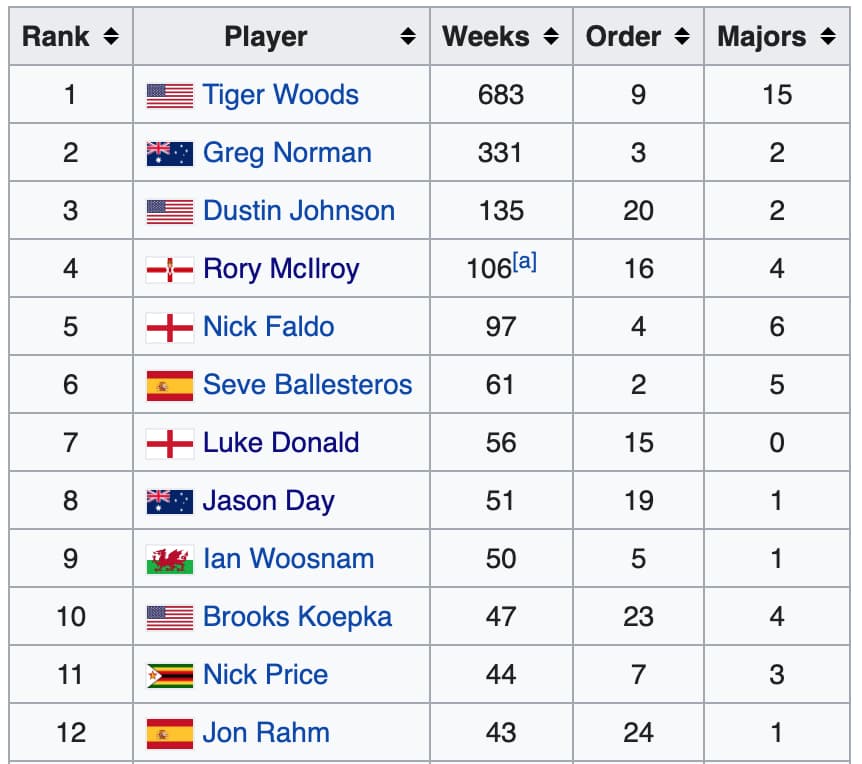 Rank Player Weeks Order Majors
1 Tiger Woods 683 9 15
2 Greg Norman 331 3 2
3 Dustin Johnson 135 20 2
4 Rory McIlroy 106[a] 16 4
5 Nick Faldo 97 4 6
6 Seve Ballesteros 61 2 5
7 Luke Donald 56 15 0
8 Jason Day 51 19 1
9 Ian Woosnam 50 5 1
10 Brooks Koepka 47 23 4
11 Nick Price 44 7 3
12 Jon Rahm 43 24 1